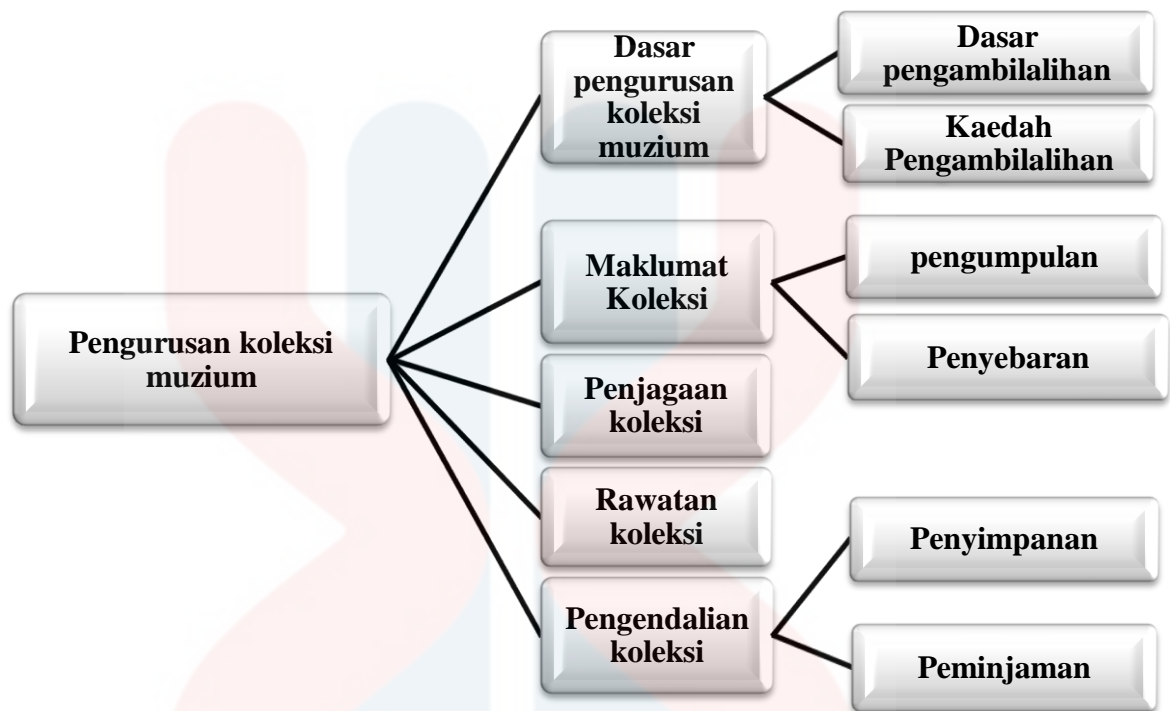 Pengurusan koleksi
muzium
Dasar
pengurusan
koleksi
muzium
Dasar
pengambilalihan
Kaedah
Pengambilalihan
Maklumat
Koleksi
pengumpulan
Penyebaran
Penjagaan
koleksi
Rawatan
koleksi
Pengendalian
koleksi
Penyimpanan
Peminjaman